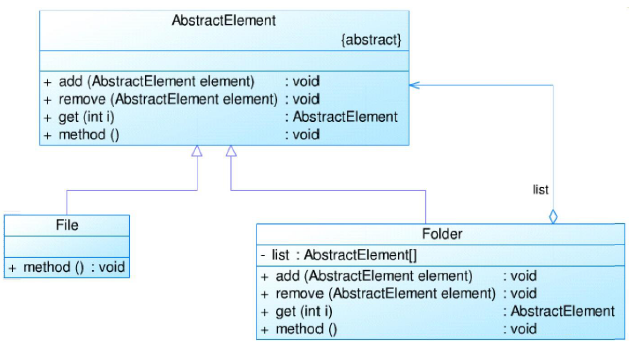 AbstractElement
{abstract}
+ add (AbstractElement element) : void
+ remove (AbstractElement element) : void
+ get (int i) : AbstractElement
+ method () : void
list
File
+ method () : void
Folder
- list : AbstractElement[]
+ add (AbstractElement element) : void
+ remove (AbstractElement element) : void
+ get (int i) : AbstractElement
+ method () : void